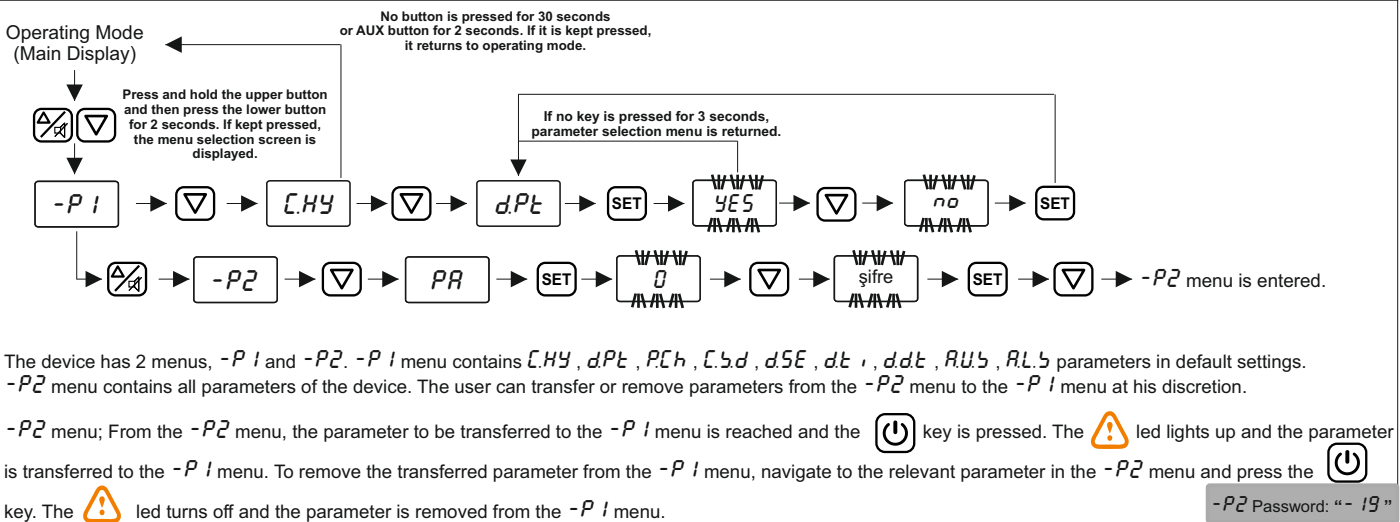 Operating Mode
(Main Display)
No button is pressed for 30 seconds
or AUX button for 2 seconds. If it is kept pressed,
it returns to operating mode.
Press and hold the upper button
and then press the lower button
for 2 seconds. If kept pressed,
the menu selection screen is
displayed.
If no key is pressed for 3 seconds,
parameter selection menu is returned.
-P1 C.HY d.Pt SET YES no SET
-P2 PA SET 0 şifre SET -P2 menu is entered.
The device has 2 menus, -P1 and -P2. -P1 menu contains C.HY , d.Pt , P.Ch , C.S.d , d.SE , d.t i , d.d.t , A.U.S , A.L.S parameters in default settings.
-P2 menu contains all parameters of the device. The user can transfer or remove parameters from the -P2 menu to the -P1 menu at his discretion.
-P2 menu; From the -P2 menu, the parameter to be transferred to the -P1 menu is reached and the key is pressed. The led lights up and the parameter
is transferred to the -P1 menu. To remove the transferred parameter from the -P1 menu, navigate to the relevant parameter in the -P2 menu and press the
key. The led turns off and the parameter is removed from the -P1 menu.
-P2 Password: “- 19”